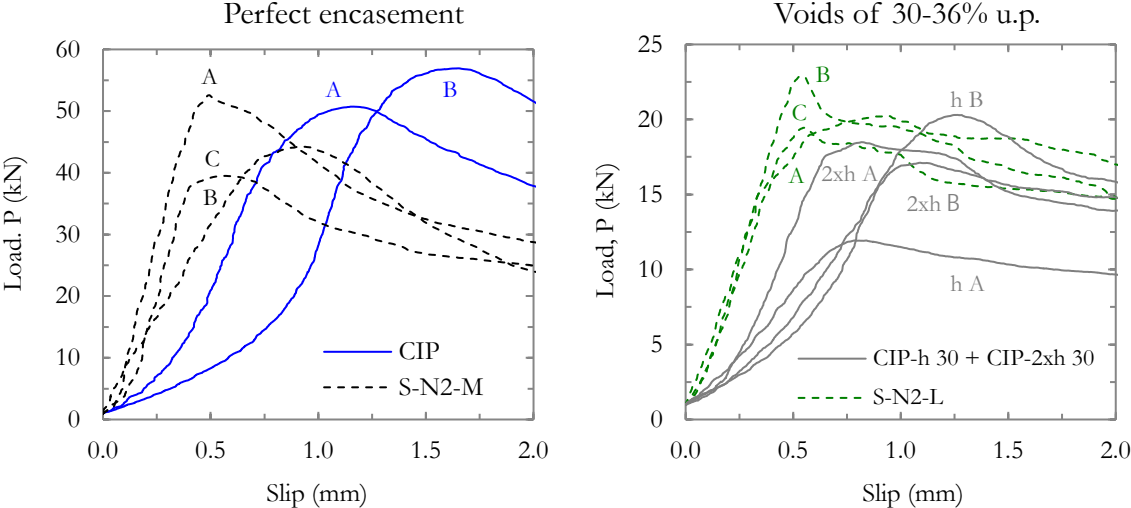 Perfect encasement
60
50
40
30
20
10
0
Load. P (kN)
A
C
B
A
B
CIP
S-N2-M
0.0 0.5 1.0 1.5 2.0
Slip (mm)
Voids of 30-36% u.p.
25
20
15
10
5
0
Load, P (kN)
B
C
A
h B
2xh A
2xh B
h A
CIP-h 30 + CIP-2xh 30
S-N2-L
0.0 0.5 1.0 1.5 2.0
Slip (mm)